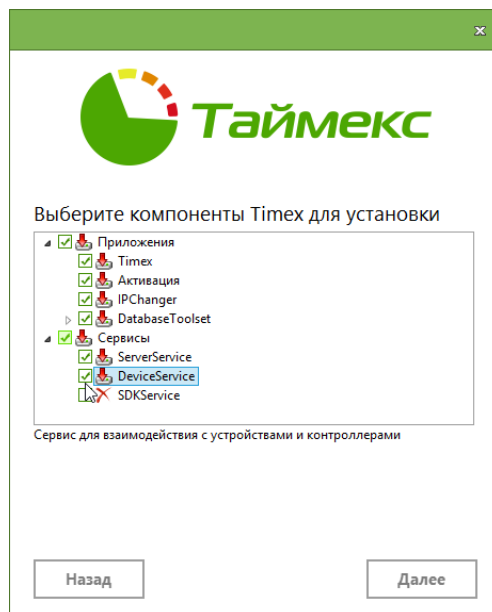 Таймекс
Выберите компоненты Timex для установки
Приложения
Timex
Активация
IPChanger
DatabaseToolset
Сервисы
ServerService
DeviceService
SDKService
Сервис для взаимодействия с устройствами и контроллерами
Назад
Далее